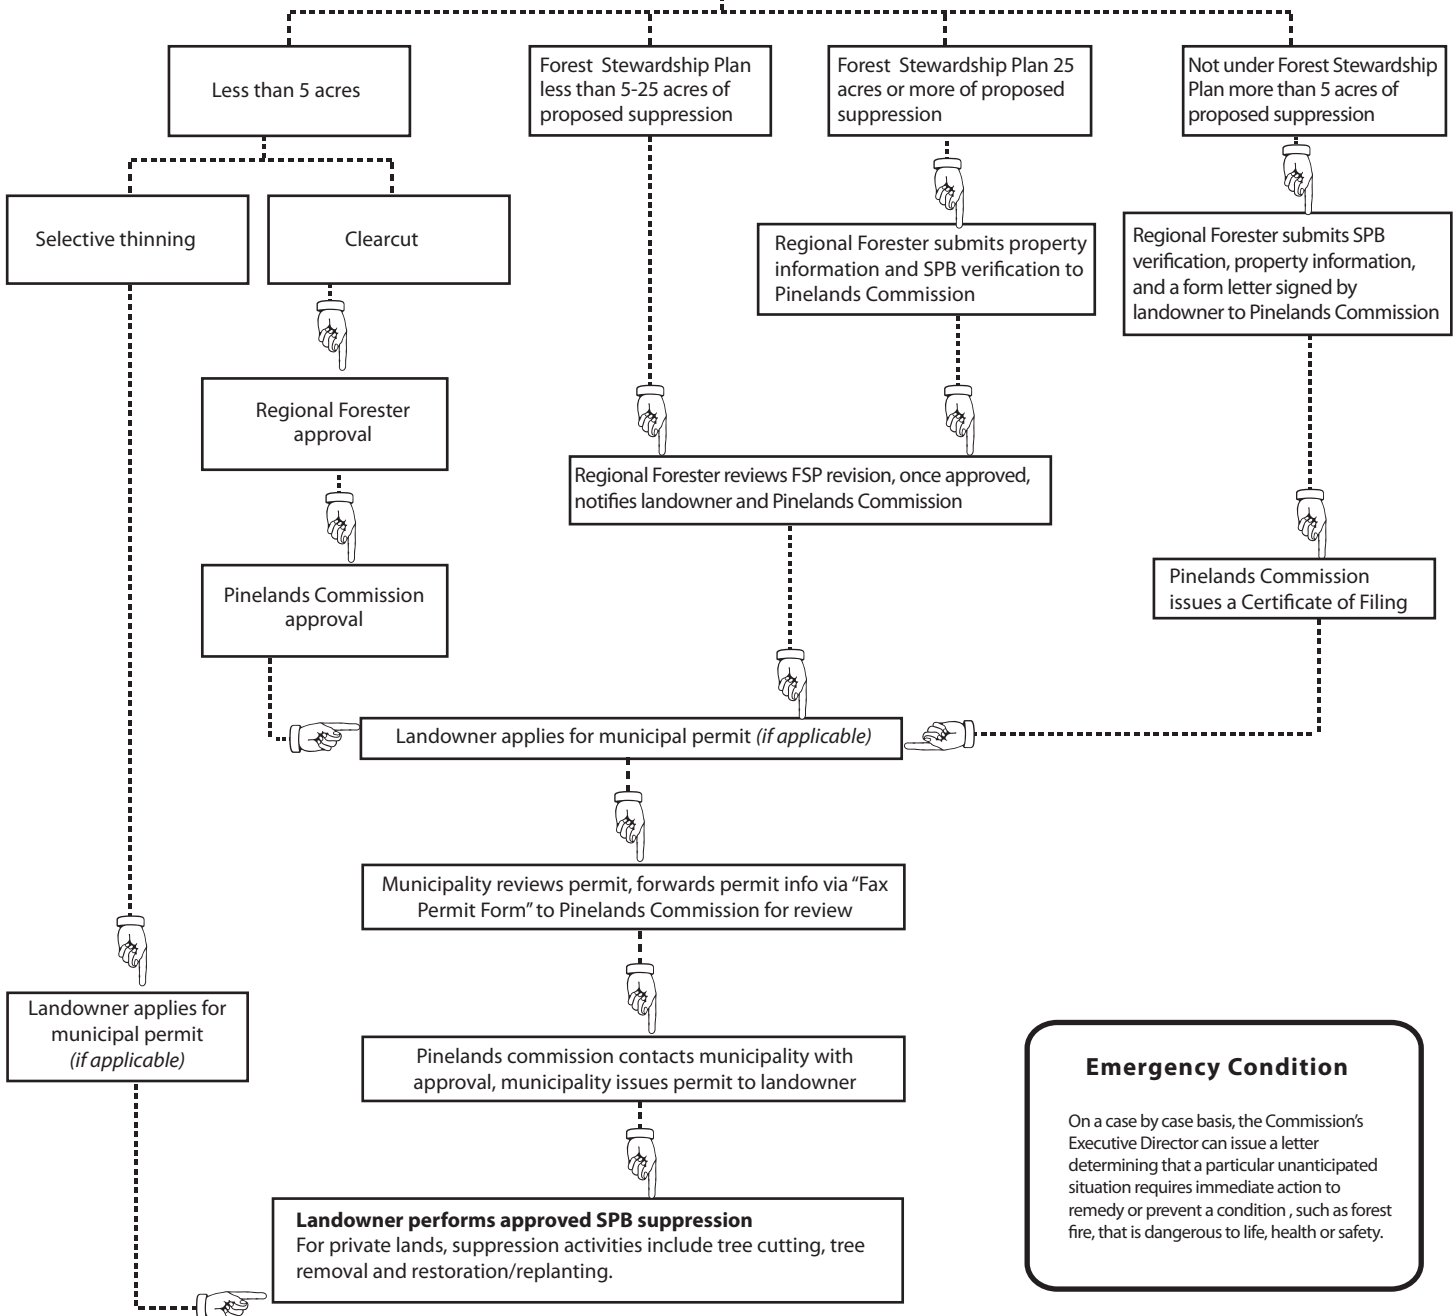 Less than 5 acres
Forest Stewardship Plan
less than 5-25 acres of
proposed suppression
Forest Stewardship Plan 25
acres or more of proposed
suppression
Not under Forest Stewardship
Plan more than 5 acres of
proposed suppression
Selective thinning
Clearcut
Regional Forester submits property
information and SPB verification to
Pinelands Commission
Regional Forester submits SPB
verification, property information,
and a form letter signed by
landowner to Pinelands Commission
Regional Forester
approval
Regional Forester reviews FSP revision, once approved,
notifies landowner and Pinelands Commission
Pinelands Commission
approval
Pinelands Commission
issues a Certificate of Filing
Landowner applies for municipal permit (if applicable)
Municipality reviews permit, forwards permit info via “Fax
Permit Form” to Pinelands Commission for review
Landowner applies for
municipal permit
(if applicable)
Pinelands commission contacts municipality with
approval, municipality issues permit to landowner
Landowner performs approved SPB suppression
For private lands, suppression activities include tree cutting, tree
removal and restoration/replanting.
Emergency Condition
On a case by case basis, the Commission’s
Executive Director can issue a letter
determining that a particular unanticipated
situation requires immediate action to
remedy or prevent a condition , such as forest
fire, that is dangerous to life, health or safety.